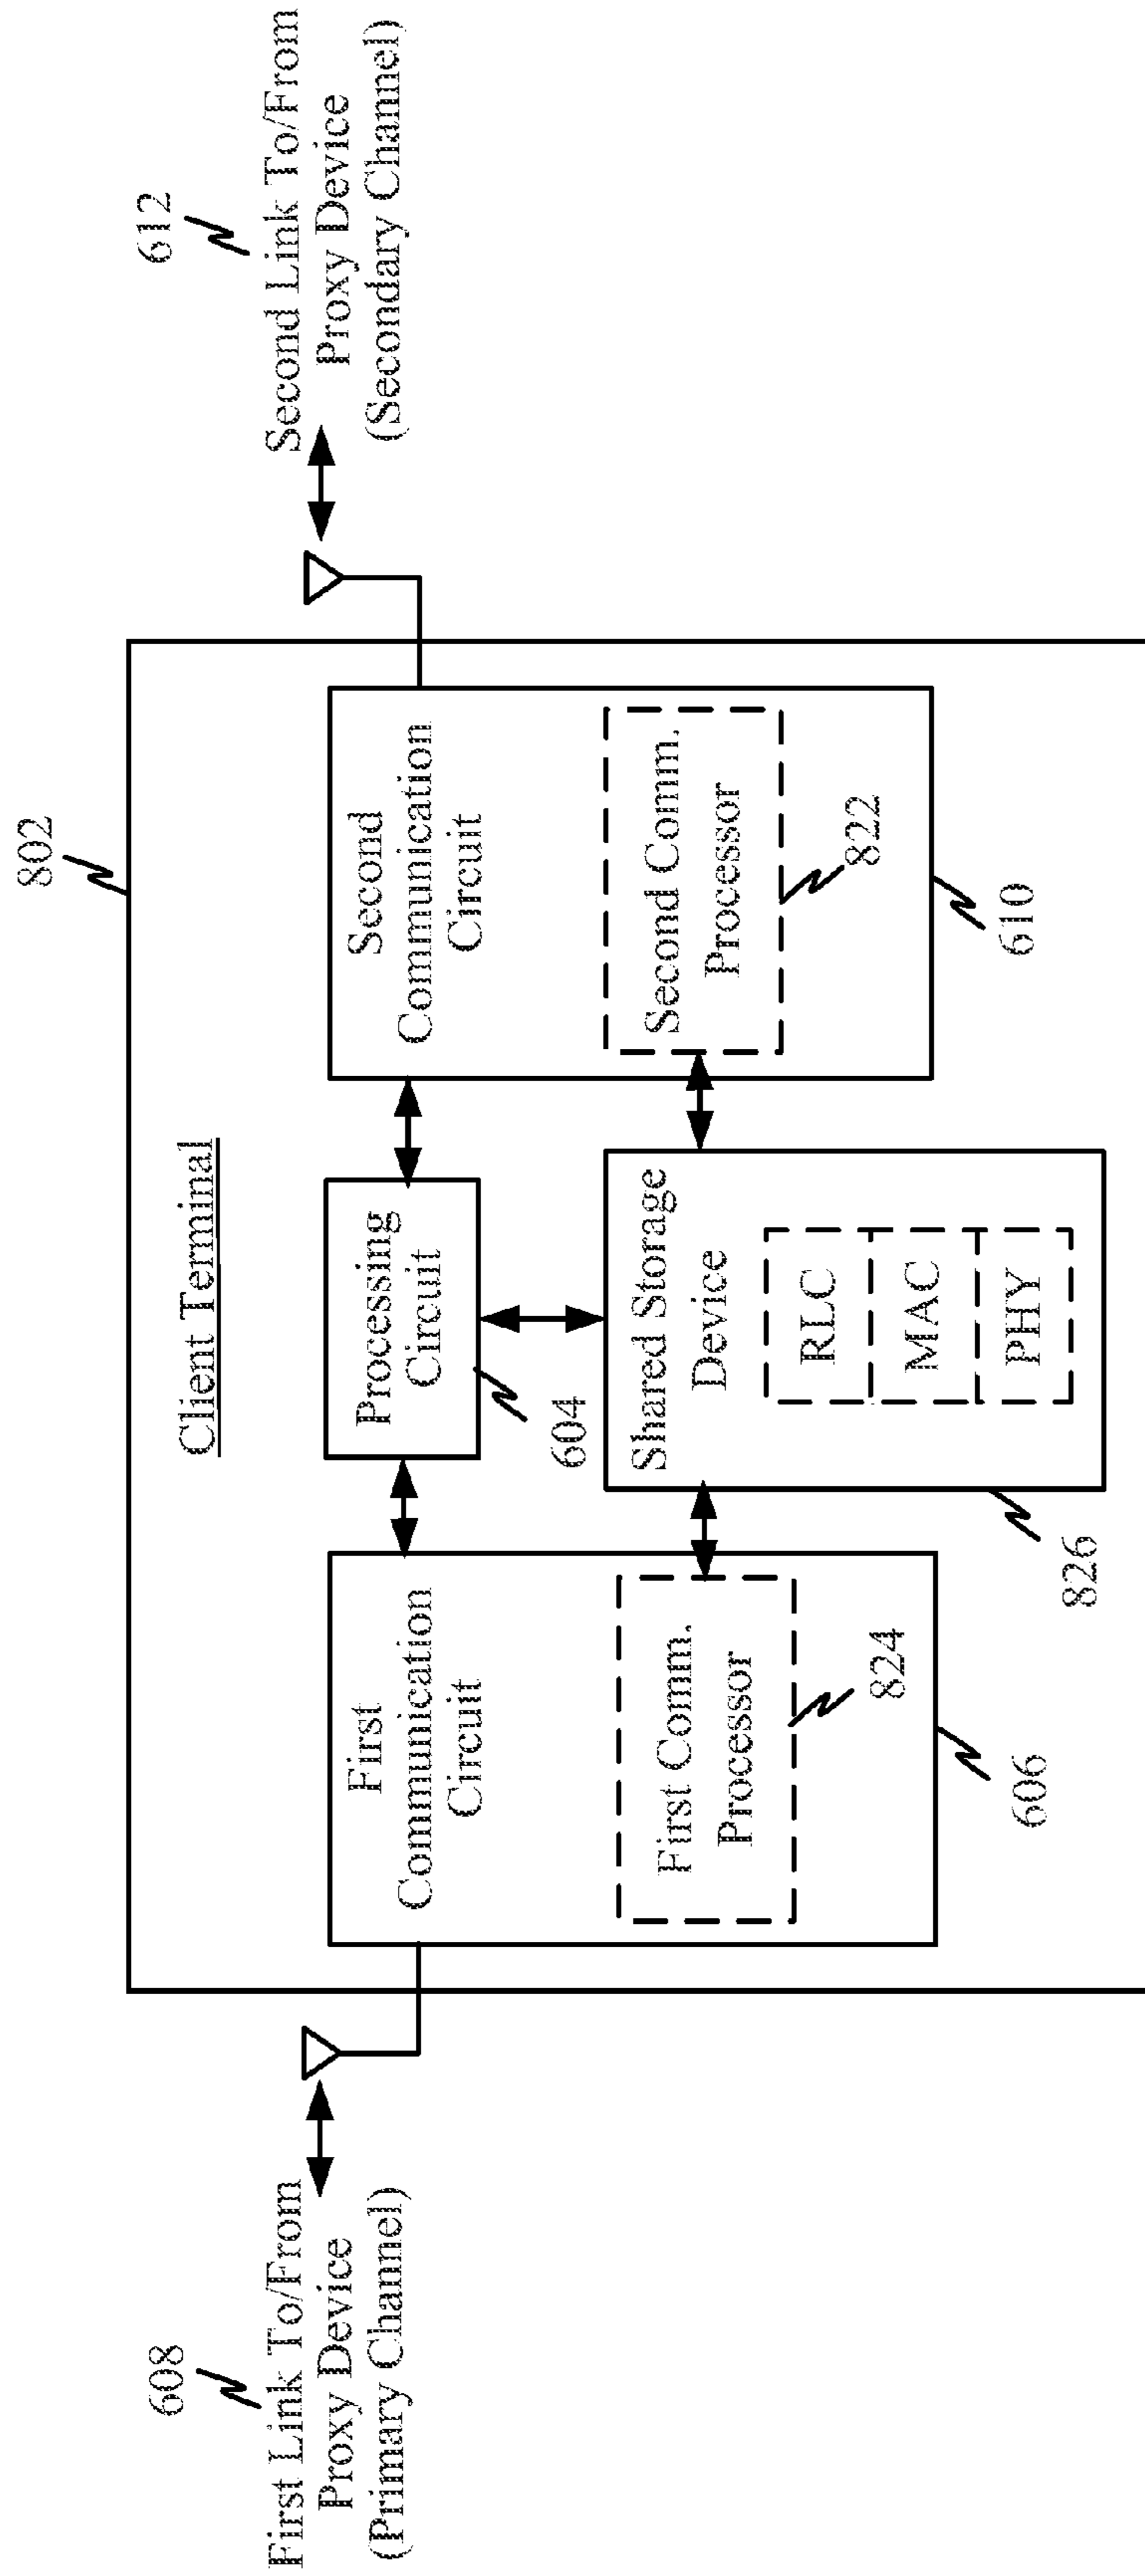 802
Client Terminal
608
First Link To/From
Proxy Device
(Primary Channel)
First
Communication
Circuit
First Comm.
Processor
824
606
Processing
Circuit
604
Shared Storage
Device
RLC
MAC
PHY
826
Second
Communication
Circuit
Second Comm.
Processor
822
610
612
Second Link To/From
Proxy Device
(Secondary Channel)